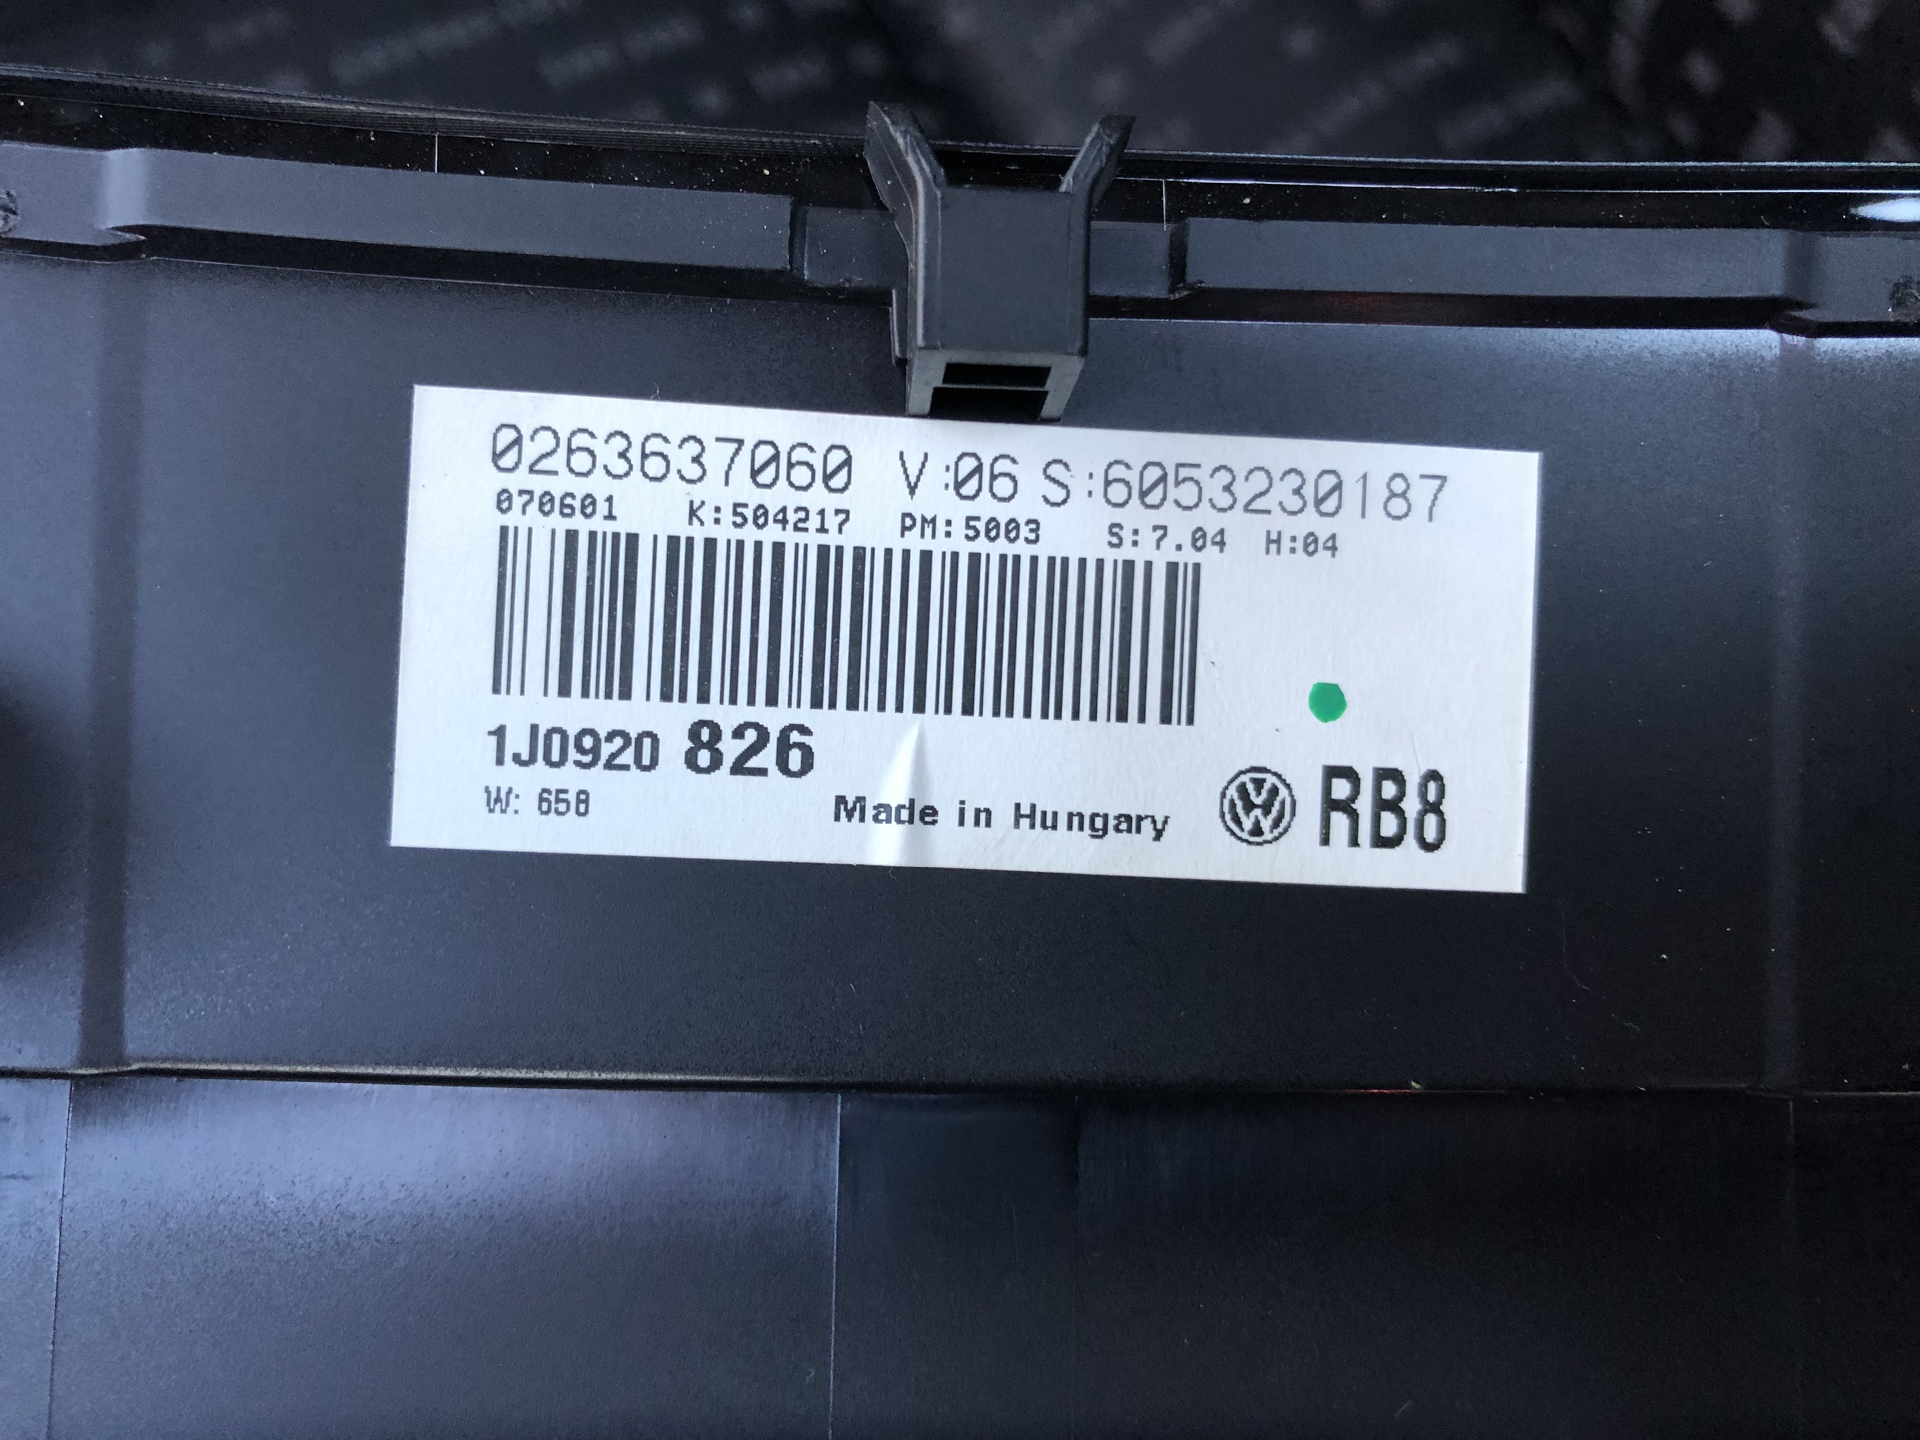 0263637060 V:06 S:6053230187
070601 K:504217 PM:5003 S:7.04 H:04
1J0920 826
W: 658
Made in Hungary RB8